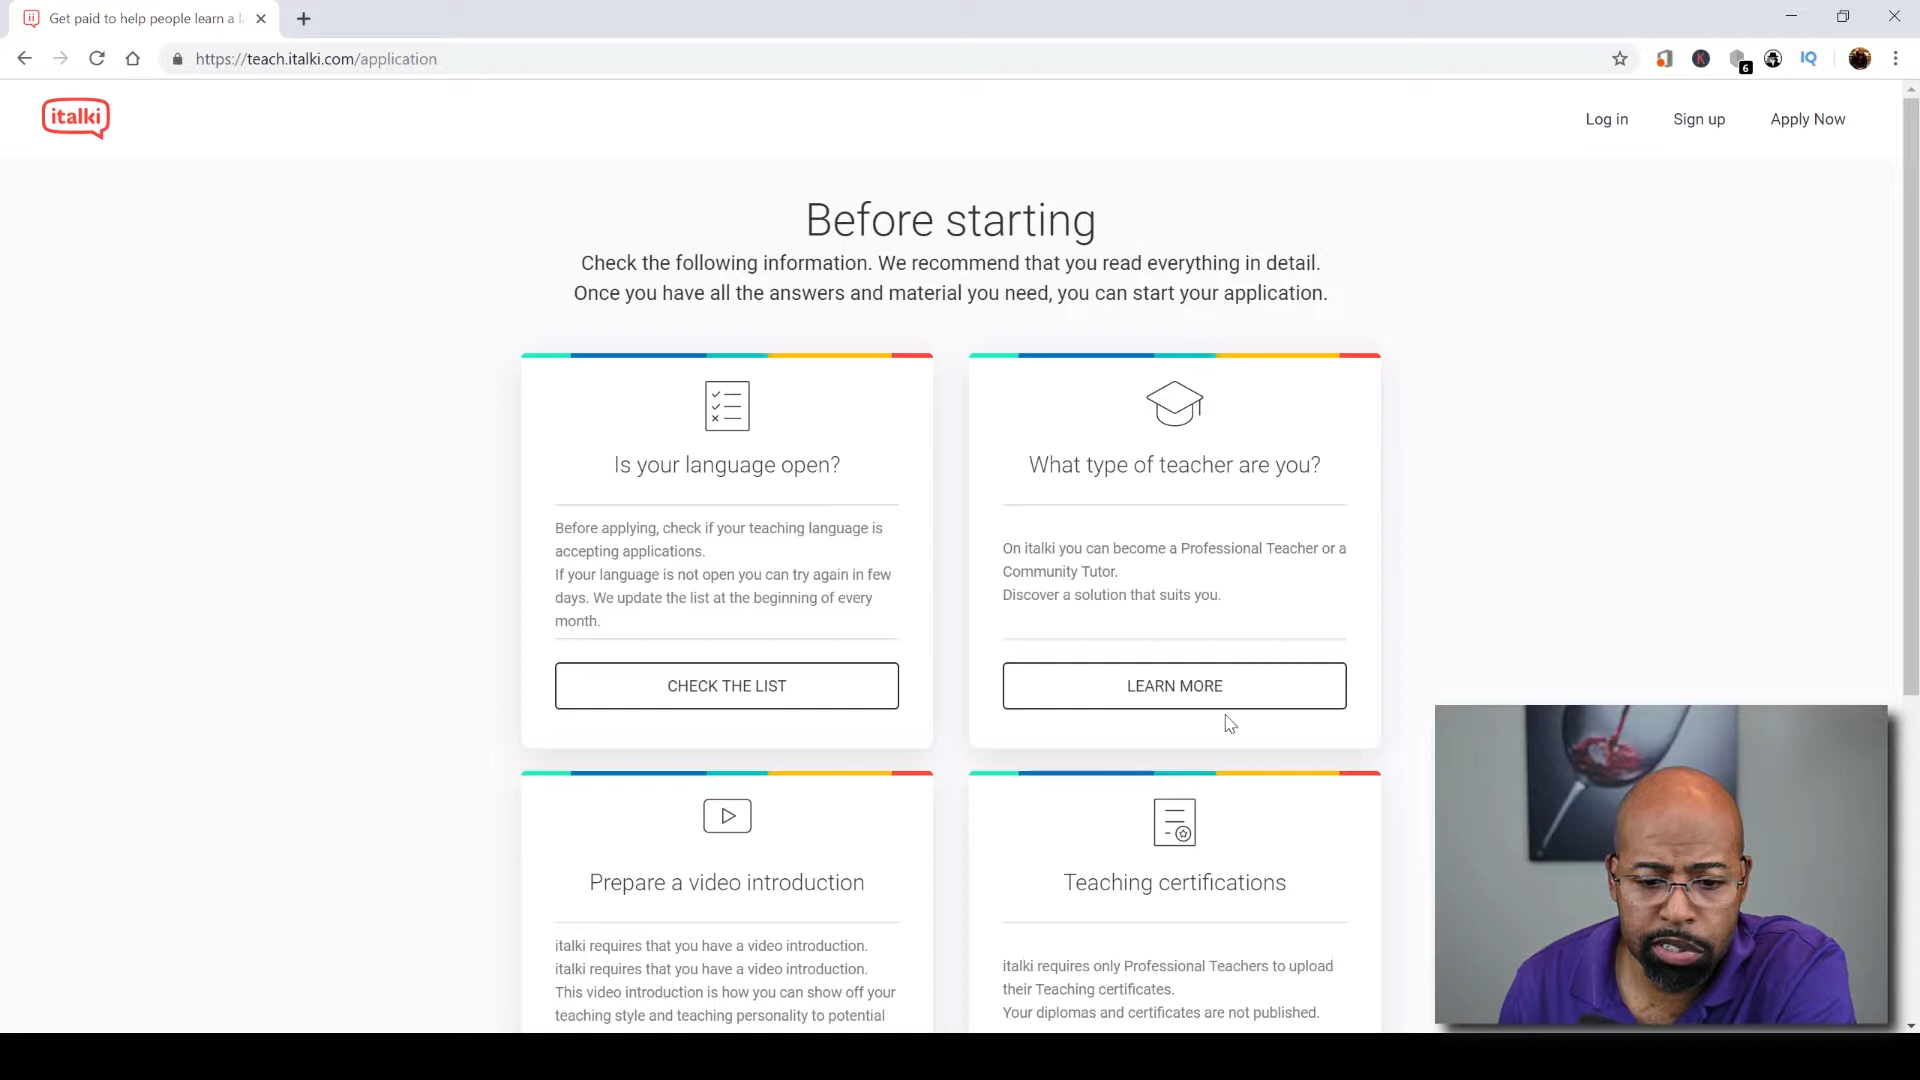 Get paid to help people learn a l
https://teach.italki.com/application
6
K
IQ
italki
Log in
Sign up
Apply Now
Before starting
Check the following information. We recommend that you read everything in detail.
Once you have all the answers and material you need, you can start your application.
Is your language open?
Before applying, check if your teaching language is
accepting applications.
If your language is not open you can try again in few
days. We update the list at the beginning of every
month.
CHECK THE LIST
What type of teacher are you?
On italki you can become a Professional Teacher or a
Community Tutor.
Discover a solution that suits you.
LEARN MORE
Prepare a video introduction
italki requires that you have a video introduction.
italki requires that you have a video introduction.
This video introduction is how you can show off your
teaching style and teaching personality to potential
Teaching certifications
italki requires only Professional Teachers to upload
their Teaching certificates.
Your diplomas and certificates are not published.